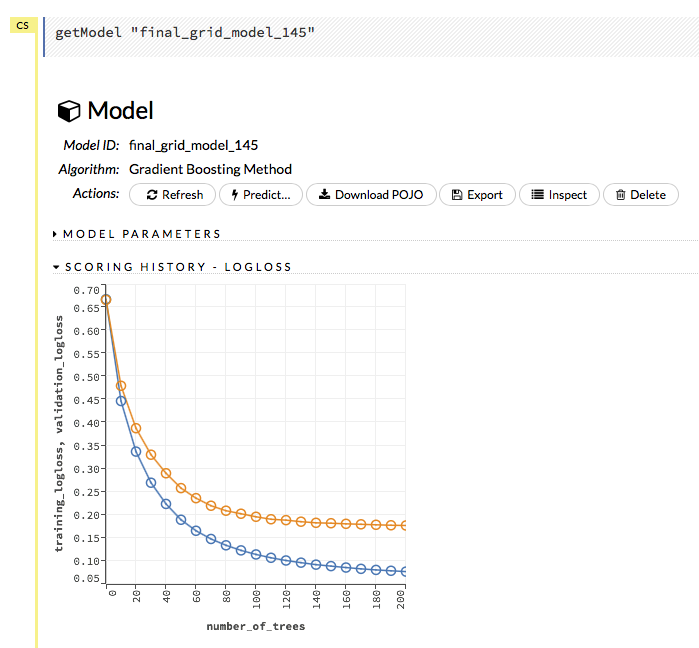 CS
getModel "final_grid_model_145"
Model
Model ID: final_grid_model_145
Algorithm: Gradient Boosting Method
Actions: Refresh Predict... Download POJO Export Inspect Delete
MODEL PARAMETERS
SCORING HISTORY - LOGLOSS
training_logloss, validation_logloss
0.70
0.65
0.60
0.55
0.50
0.45
0.40
0.35
0.30
0.25
0.20
0.15
0.10
0.05
0 20 40 60 80 100 120 140 160 180 200
number_of_trees